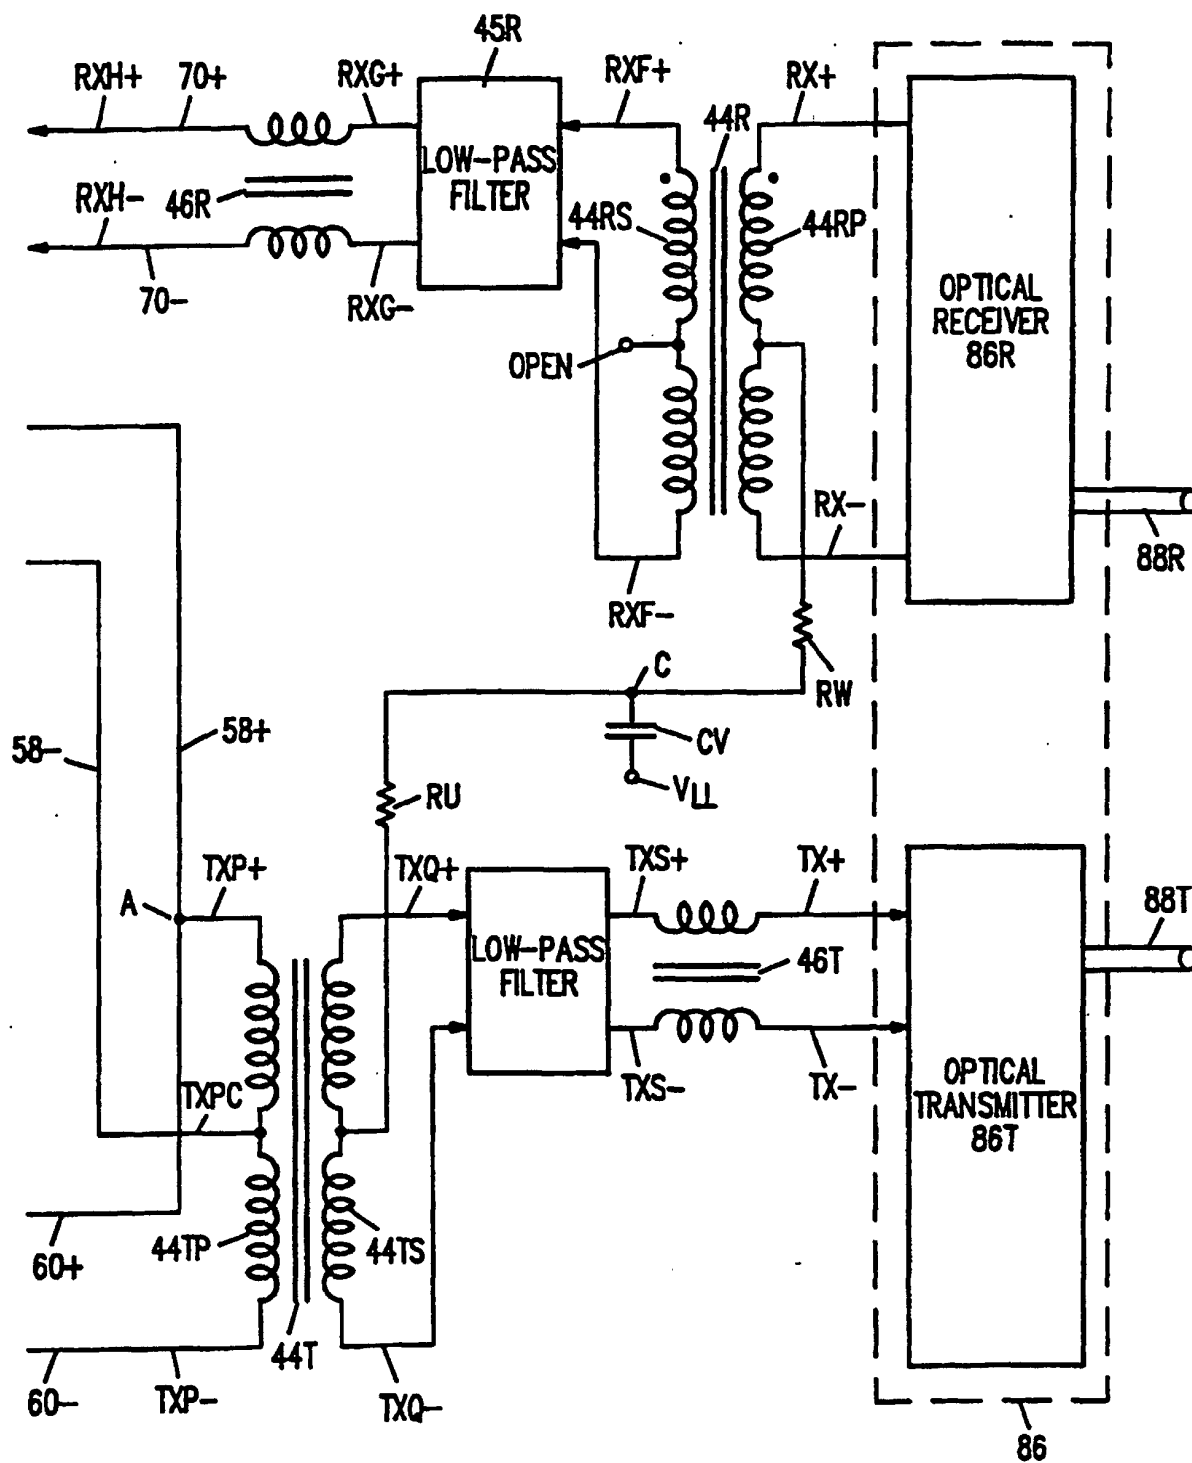 45R
RXH+
70+
RXG+
RXF+
RX+
44R
LOW-PASS
FILTER
RXH-
46R
44RS
44RP
70-
RXG-
OPTICAL
RECEIVER
86R
OPEN
RX-
88R
RXF-
C
RW
58-
58+
CV
VLL
RU
TXP+
TXQ+
TXS+
TX+
A
88T
LOW-PASS
FILTER
46T
TXPC
TXS-
TX-
OPTICAL
TRANSMITTER
86T
60+
44TP
44TS
44T
60-
TXP-
TXQ-
86